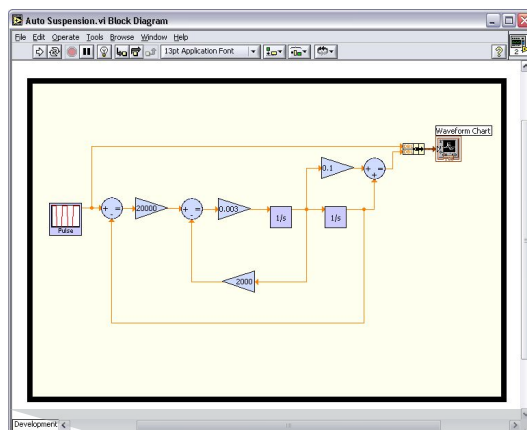 Auto Suspension.vi Block Diagram
File Edit Operate Tools Browse Window Help
13pt Application Font
?
2
Waveform Chart
0.1
+ =
+
Pulse
+ =
-
20000
+ =
-
0.003
1/s
1/s
2000
Development